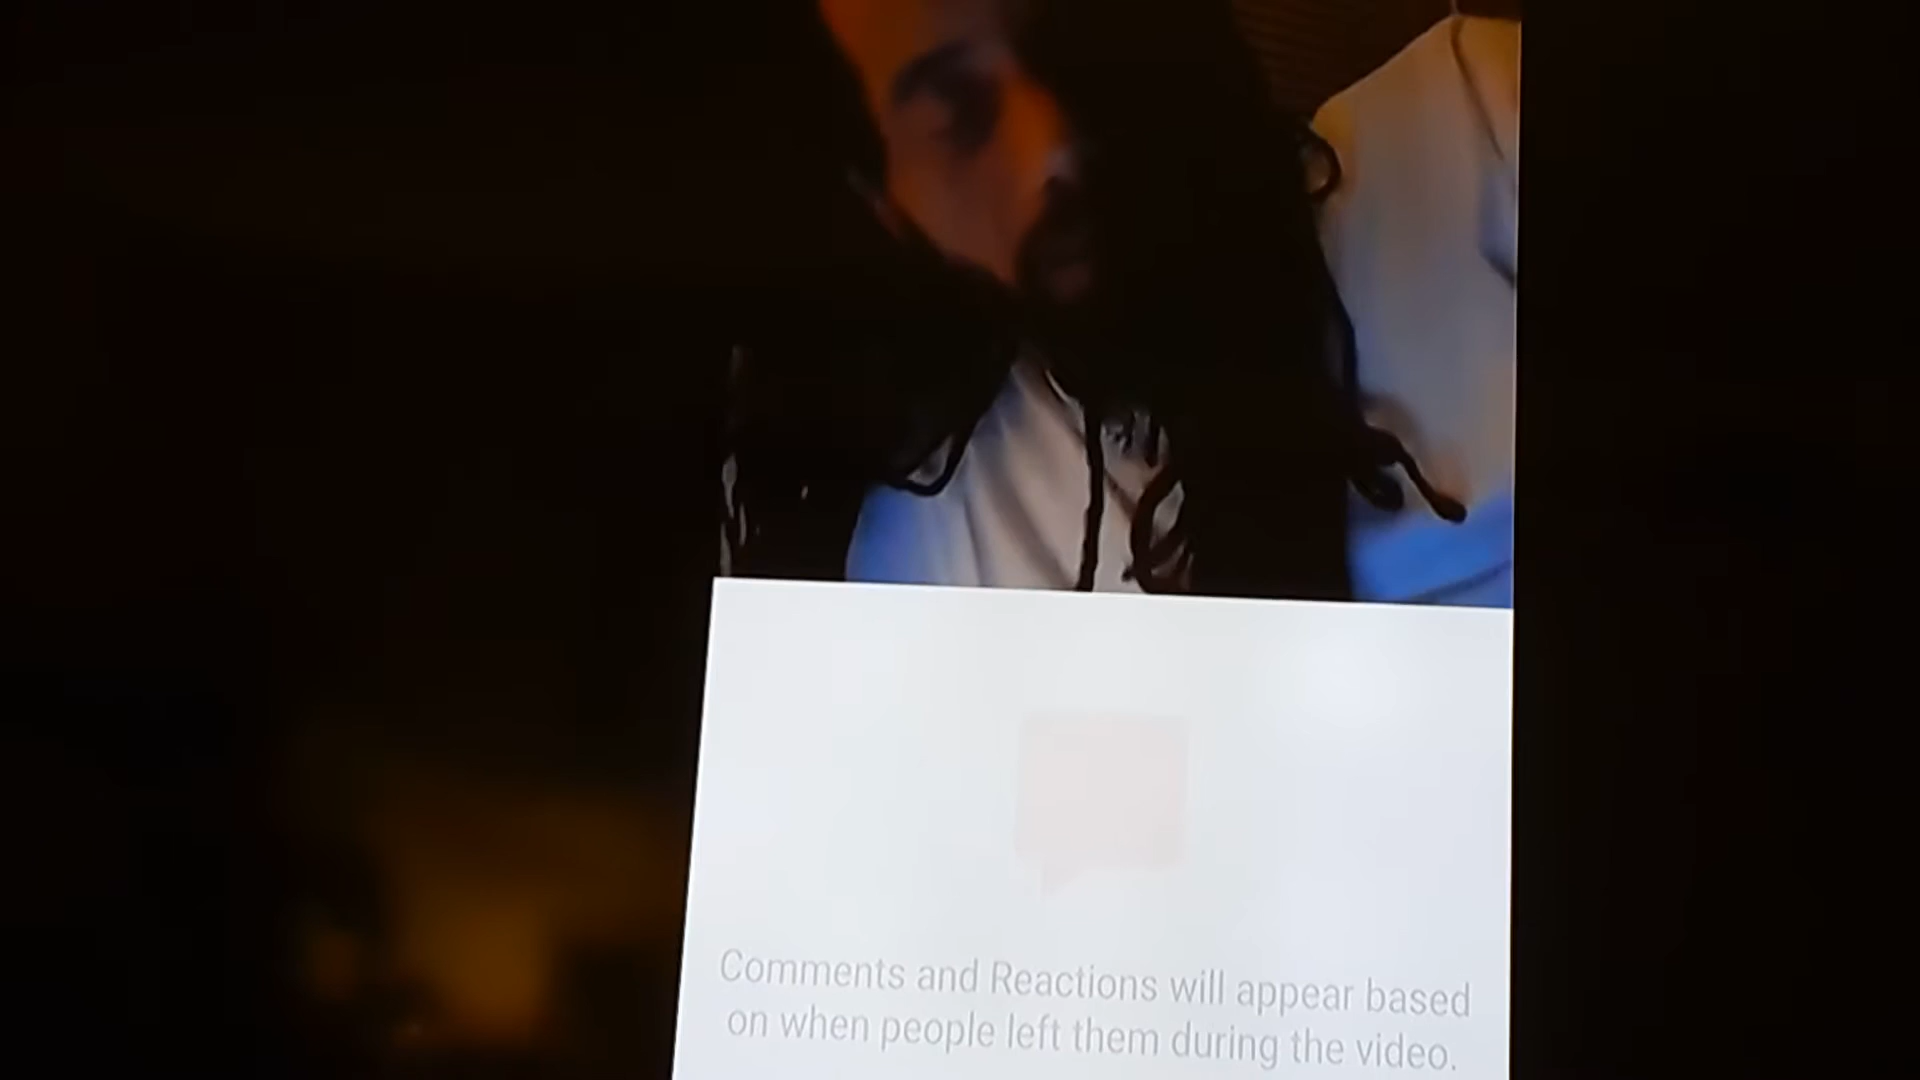 Comments and Reactions will appear based
on when people left them during the video.